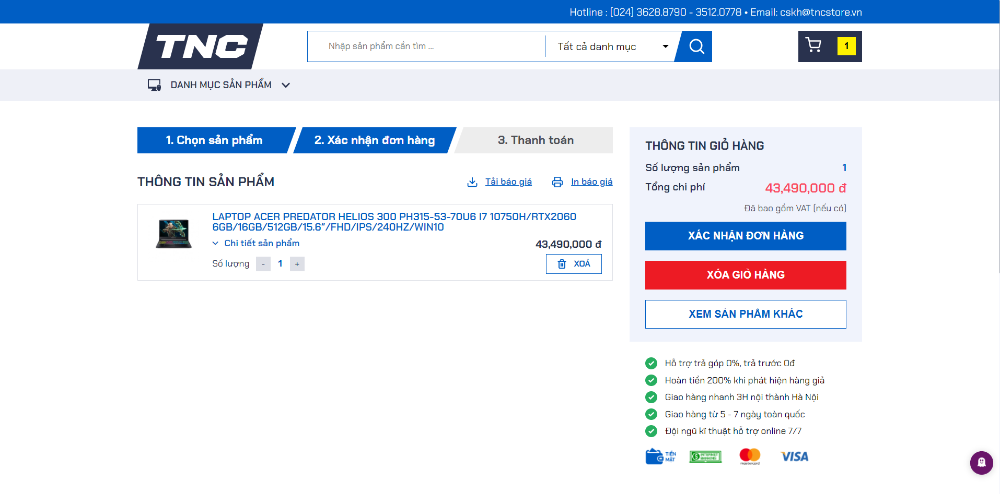 Hotline : (024) 3628.8790 - 3512.0778 • Email: cskh@tncstore.vn
TNC
Nhập sản phẩm cần tìm ...
Tất cả danh mục
1
DANH MỤC SẢN PHẨM
1. Chọn sản phẩm
2. Xác nhận đơn hàng
3. Thanh toán
THÔNG TIN SẢN PHẨM
Tải báo giá
In báo giá
LAPTOP ACER PREDATOR HELIOS 300 PH315-53-70U6 I7 10750H/RTX2060
6GB/16GB/512GB/15.6"/FHD/IPS/240HZ/WIN10
Chi tiết sản phẩm
43,490,000 đ
Số lượng - 1 +
XOÁ
THÔNG TIN GIỎ HÀNG
Số lượng sản phẩm 1
Tổng chi phí 43,490,000 đ
Đã bao gồm VAT (nếu có)
XÁC NHẬN ĐƠN HÀNG
XÓA GIỎ HÀNG
XEM SẢN PHẨM KHÁC
Hỗ trợ trả góp 0%, trả trước 0đ
Hoàn tiền 200% khi phát hiện hàng giả
Giao hàng nhanh 3H nội thành Hà Nội
Giao hàng từ 5 - 7 ngày toàn quốc
Đội ngũ kĩ thuật hỗ trợ online 7/7
TIỀN
MẶT
INTERNET
BANKING
mastercard
VISA